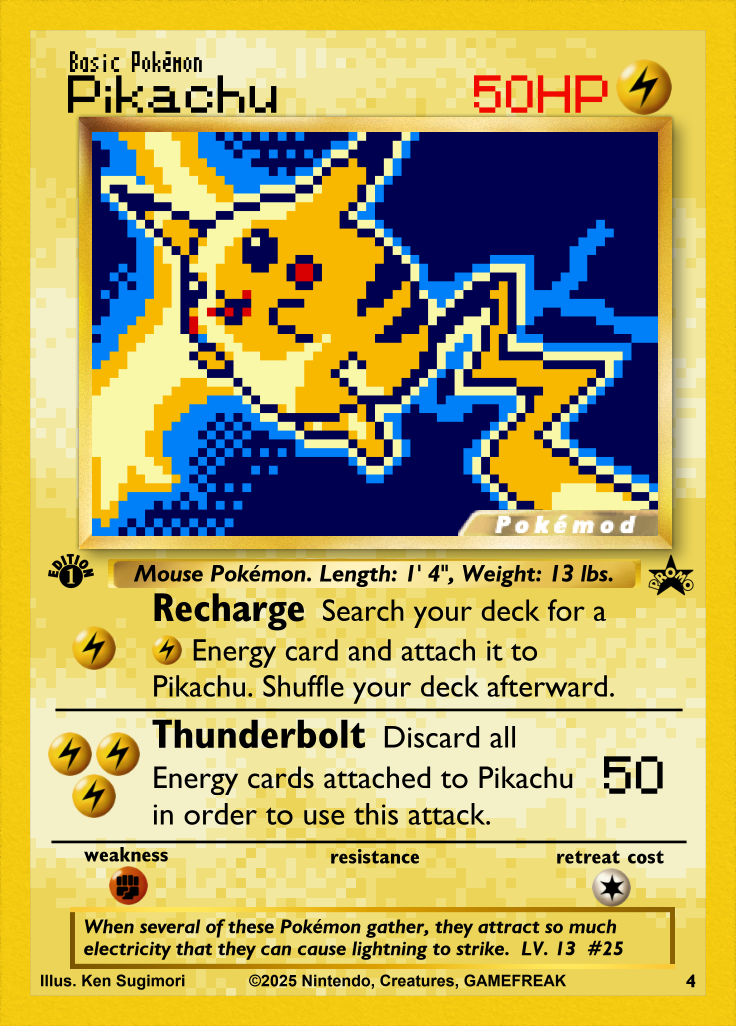 Basic Pokémon
Pikachu 50HP
Pokémod
EDITION 1
Mouse Pokémon. Length: 1' 4", Weight: 13 lbs.
PROMO
Recharge Search your deck for a
Energy card and attach it to
Pikachu. Shuffle your deck afterward.
Thunderbolt Discard all
Energy cards attached to Pikachu
in order to use this attack.
50
weakness resistance retreat cost
When several of these Pokémon gather, they attract so much
electricity that they can cause lightning to strike. LV. 13 #25
Illus. Ken Sugimori ©2025 Nintendo, Creatures, GAMEFREAK 4